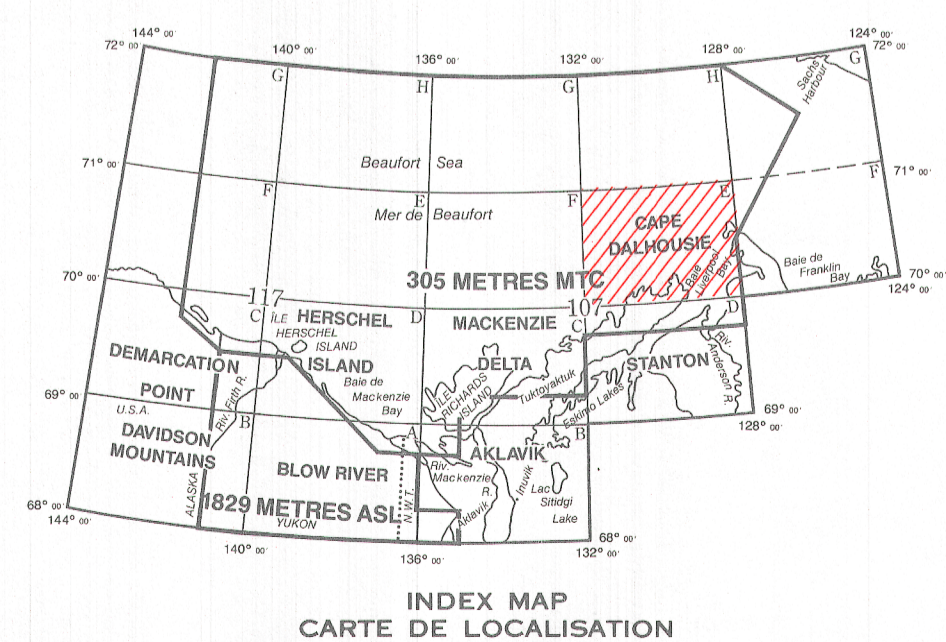 144° 00'
72° 00'
140° 00'
136° 00'
132° 00'
128° 00'
124° 00'
72° 00'
G
H
G
H
G
Sachs
Harbour
71° 00'
Beaufort Sea
71° 00'
F
E
F
E
F
Mer de Beaufort
CAPE
DALHOUSIE
Baie
Liverpool
Bay
Baie de
Franklin
Bay
70° 00'
305 METRES MTC
70° 00'
124° 00'
117
107
C
ÎLE HERSCHEL
D
MACKENZIE
C
D
HERSCHEL
ISLAND
DEMARCATION
ISLAND
DELTA
STANTON
Riv.
Anderson R.
POINT
Baie de
Mackenzie
Bay
ÎLE
RICHARDS
ISLAND
Tuktoyaktuk
Eskimo Lakes
69° 00'
U.S.A.
Riv. Firth R.
69° 00'
128° 00'
B
A
B
DAVIDSON
MOUNTAINS
BLOW RIVER
AKLAVIK
Riv.
Mackenzie
R.
Inuvik
Lac
Sitidgi
Lake
ALASKA
1829 METRES ASL
N.W.T.
Aklavik
YUKON
68° 00'
144° 00'
140° 00'
136° 00'
68° 00'
132° 00'
INDEX MAP
CARTE DE LOCALISATION